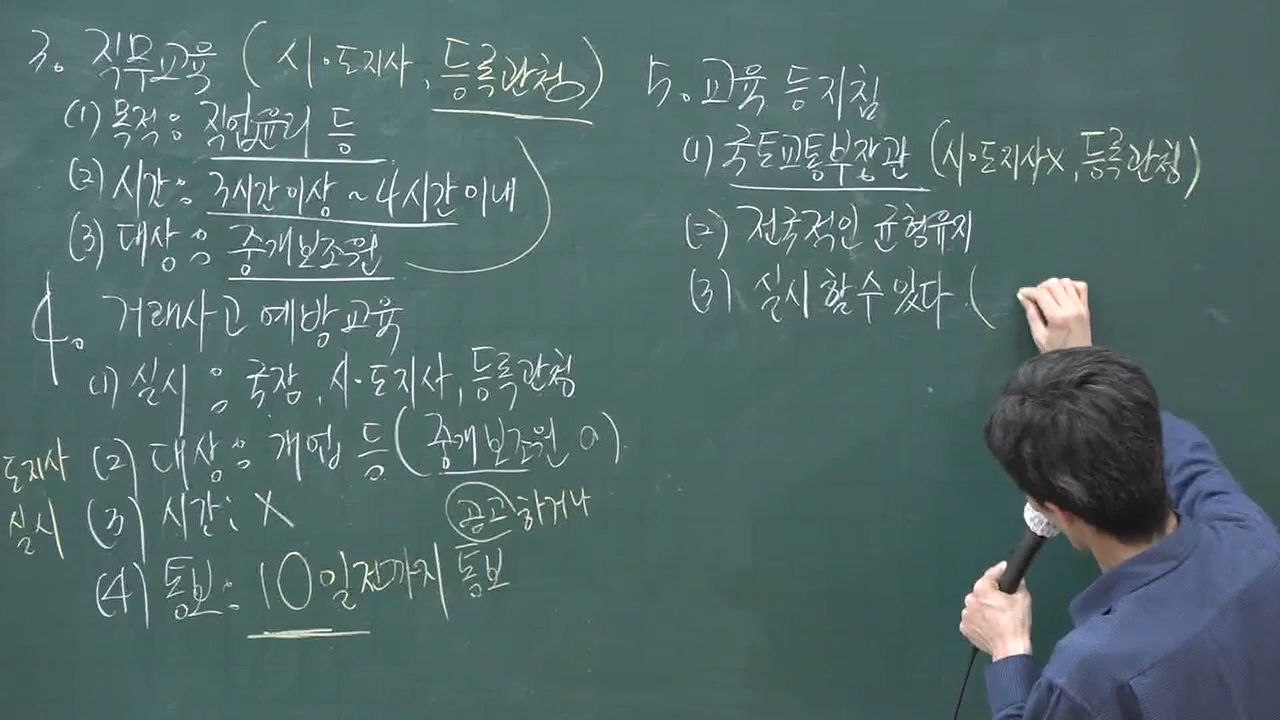 3. 직무교육 (시·도지사, 등록관청)
(1) 목적: 직업윤리 등
(2) 시간: 3시간이상 ~ 4시간이내
(3) 대상: 중개보조원
4. 거래사고 예방교육
(1) 실시: 국장, 시·도지사, 등록관청
(2) 대상: 개업 등 (중개보조원 O)
(3) 시간: X
공고하거나
(4) 통보: 10일전까지 통보
도지사
실시
5. 교육 등 지침
(1) 국토교통부장관 (시·도지사X, 등록관청)
(2) 전국적인 균형유지
(3) 실시 할 수 있다 (